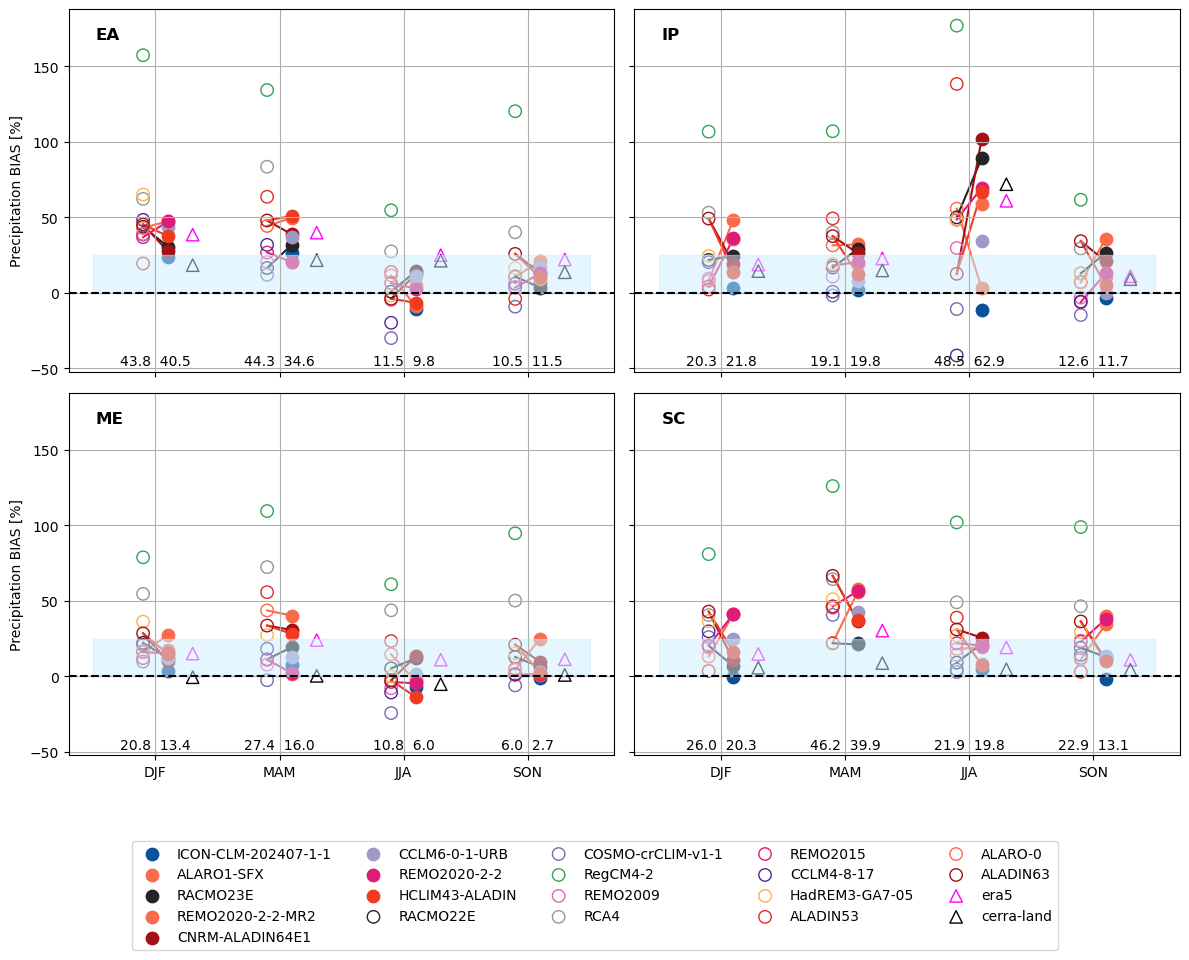 EA
IP
Precipitation BIAS [%]
150
100
50
0
−50
43.8 40.5 44.3 34.6 11.5 9.8 10.5 11.5
20.3 21.8 19.1 19.8 48.5 62.9 12.6 11.7
ME
SC
Precipitation BIAS [%]
150
100
50
0
−50
20.8 13.4 27.4 16.0 10.8 6.0 6.0 2.7
26.0 20.3 46.2 39.9 21.9 19.8 22.9 13.1
DJF MAM JJA SON
DJF MAM JJA SON
ICON-CLM-202407-1-1
ALARO1-SFX
RACMO23E
REMO2020-2-2-MR2
CNRM-ALADIN64E1
CCLM6-0-1-URB
REMO2020-2-2
HCLIM43-ALADIN
RACMO22E
COSMO-crCLIM-v1-1
RegCM4-2
REMO2009
RCA4
REMO2015
CCLM4-8-17
HadREM3-GA7-05
ALADIN53
ALARO-0
ALADIN63
era5
cerra-land